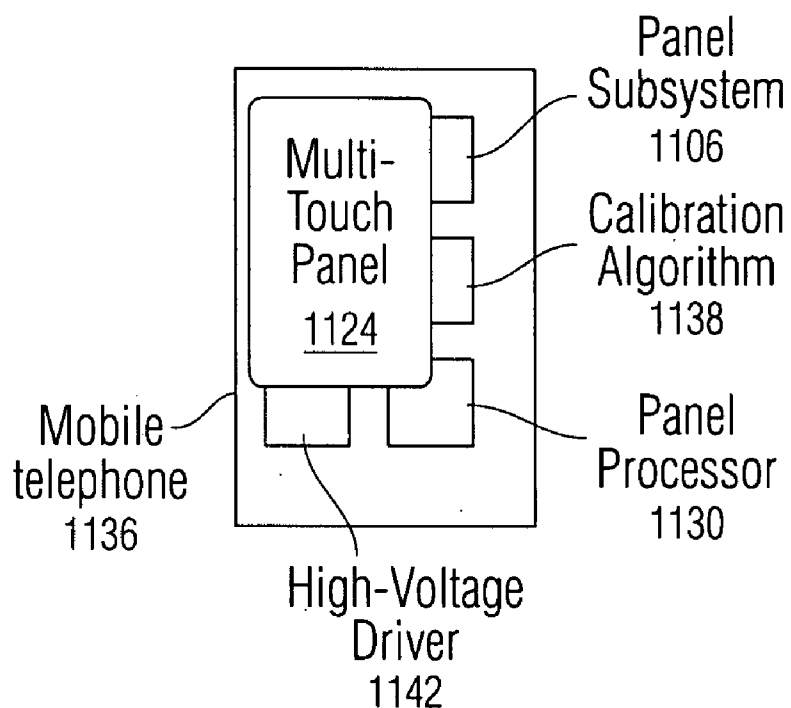 Panel
Subsystem
1106
Multi-
Touch
Panel
1124
Calibration
Algorithm
1138
Mobile
telephone
1136
Panel
Processor
1130
High-Voltage
Driver
1142